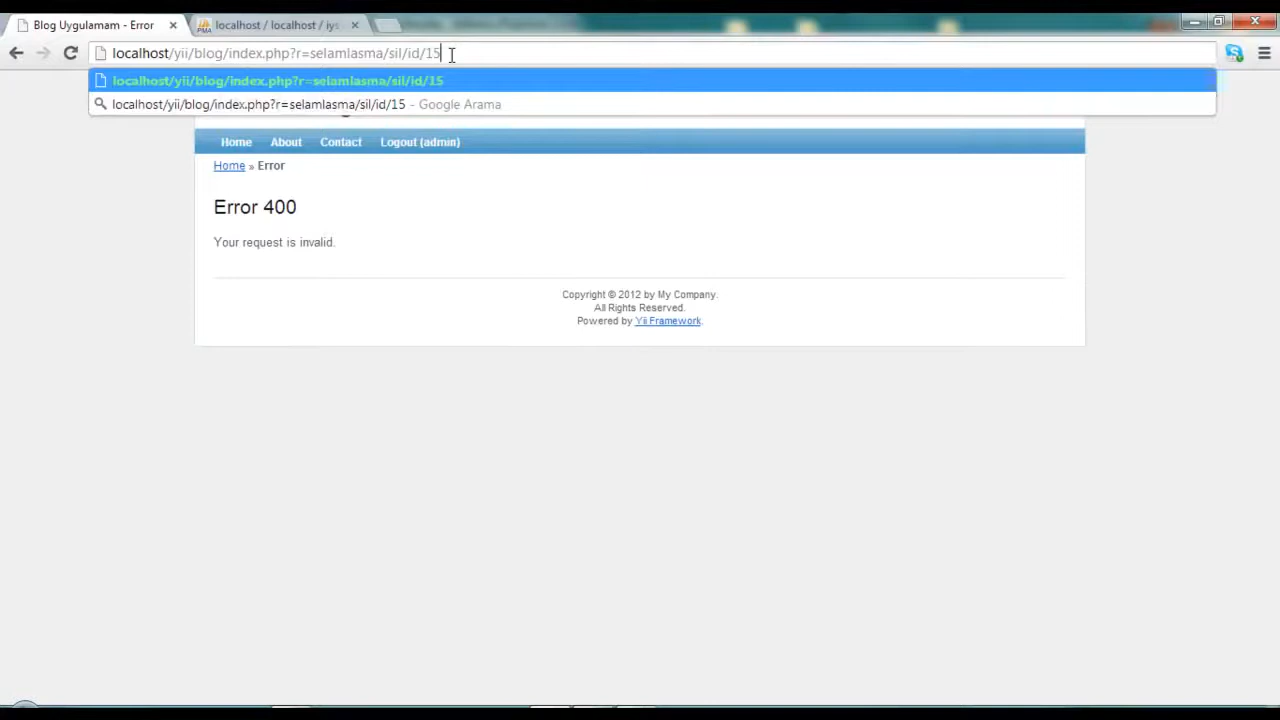 Blog Uygulamam - Error
localhost / localhost / iys
localhost/yii/blog/index.php?r=selamlasma/sil/id/15
localhost/yii/blog/index.php?r=selamlasma/sil/id/15
localhost/yii/blog/index.php?r=selamlasma/sil/id/15 - Google Arama
Home About Contact Logout (admin)
Home » Error
Error 400
Your request is invalid.
Copyright © 2012 by My Company.
All Rights Reserved.
Powered by Yii Framework.